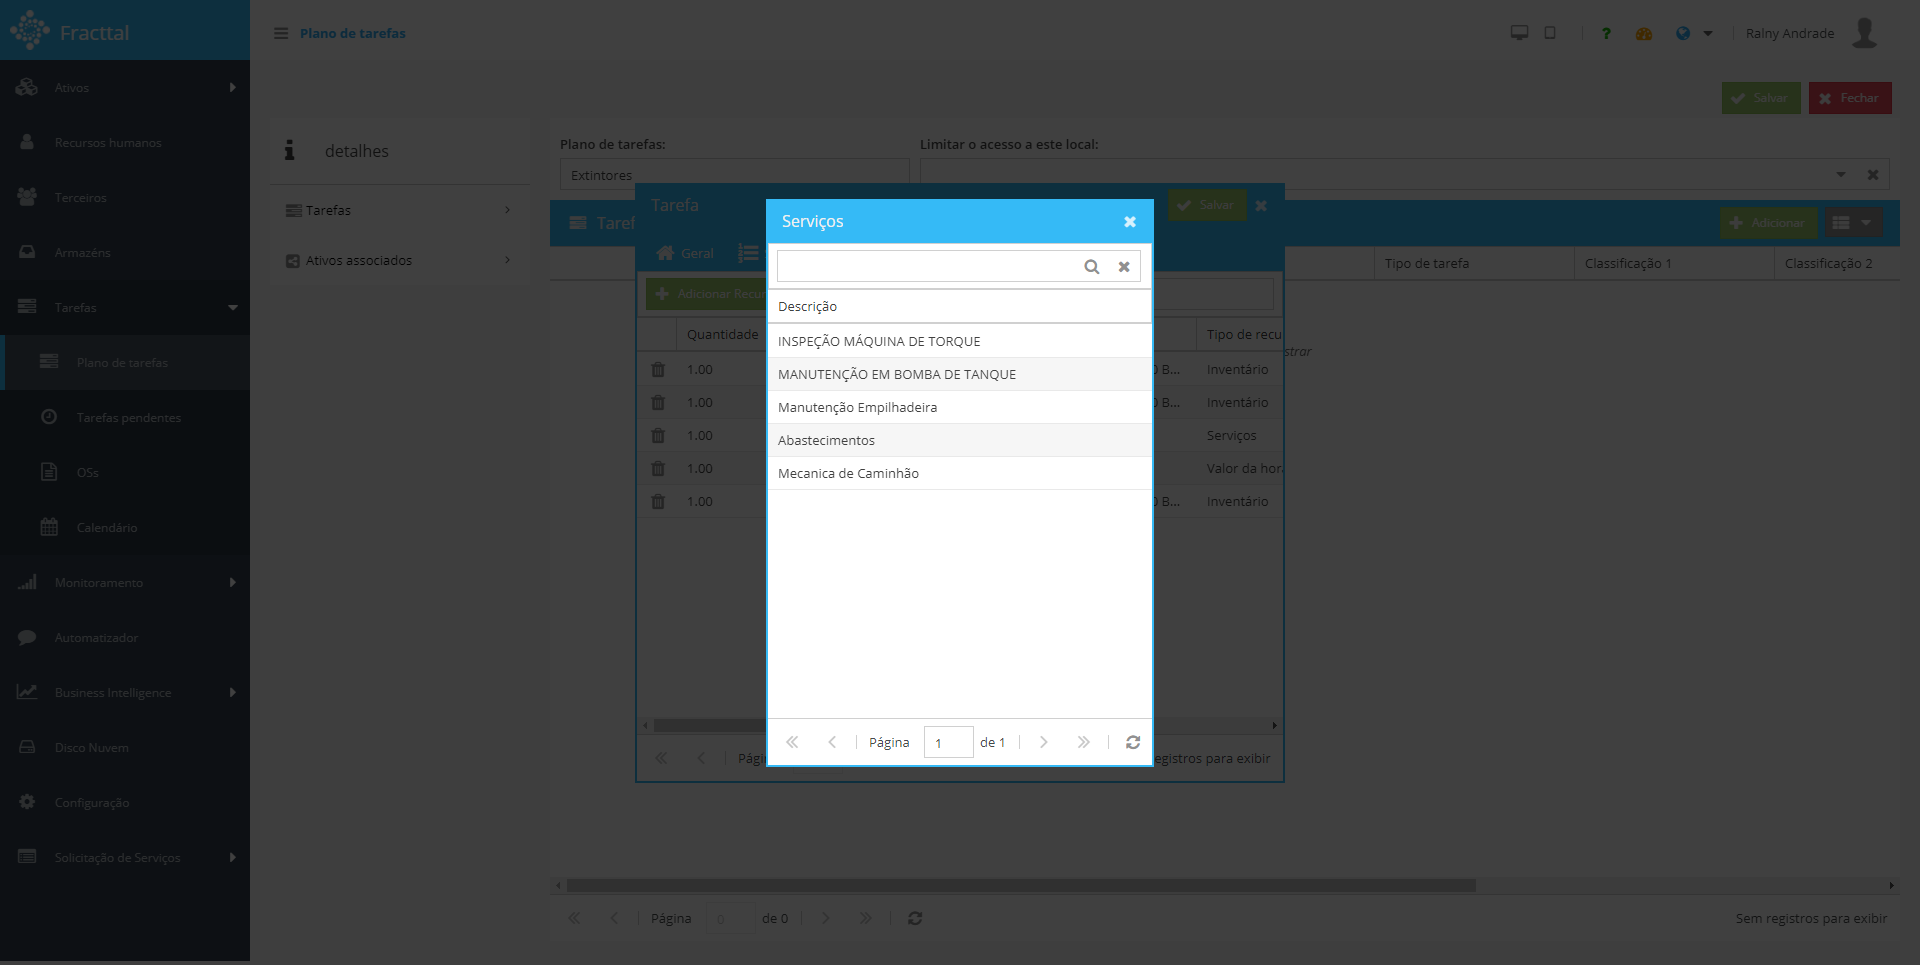 Fracttal
Plano de tarefas
?
Ralny Andrade
Ativos
Recursos humanos
Terceiros
Armazéns
Tarefas
Plano de tarefas
Tarefas pendentes
OSs
Calendário
Monitoramento
Automatizador
Business Intelligence
Disco Nuvem
Configuração
Solicitação de Serviços
Salvar
Fechar
detalhes
Tarefas
Ativos associados
Plano de tarefas:
Limitar o acesso a este local:
Extintores
Taref
Adicionar
Tipo de tarefa
Classificação 1
Classificação 2
strar
Tarefa
Salvar
Geral
Adicionar Recur
Quantidade
Tipo de recu
1.00
0 B...
Inventário
1.00
0 B...
Inventário
1.00
Serviços
1.00
Valor da hor
1.00
0 B...
Inventário
Pági
egistros para exibir
Serviços
Descrição
INSPEÇÃO MÁQUINA DE TORQUE
MANUTENÇÃO EM BOMBA DE TANQUE
Manutenção Empilhadeira
Abastecimentos
Mecanica de Caminhão
Página 1 de 1
Página 0 de 0
Sem registros para exibir